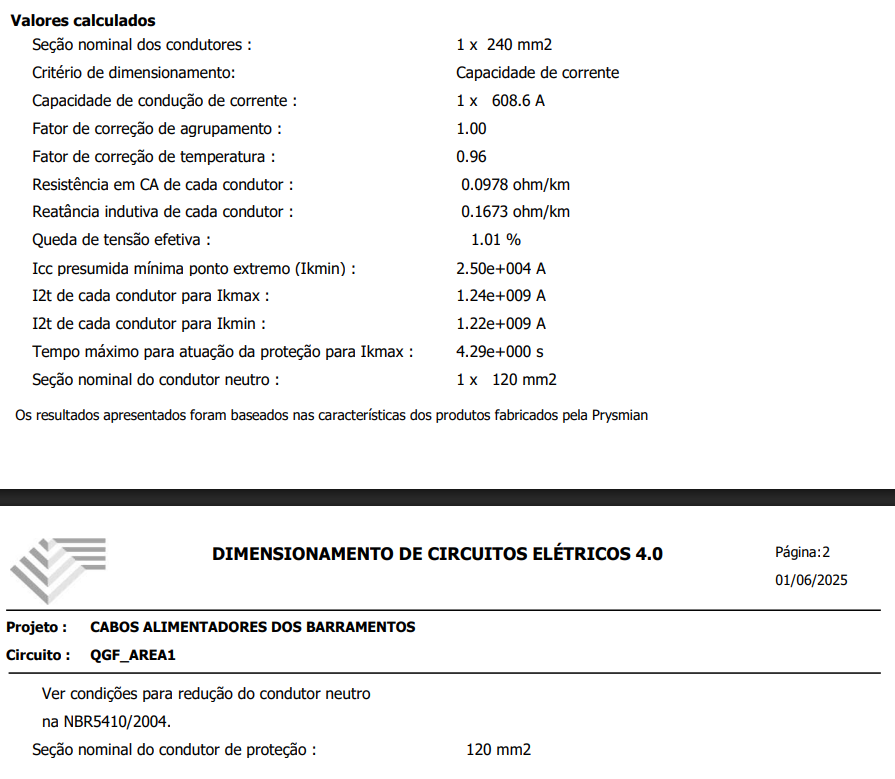 Valores calculados
Seção nominal dos condutores : 1 x 240 mm2
Critério de dimensionamento: Capacidade de corrente
Capacidade de condução de corrente : 1 x 608.6 A
Fator de correção de agrupamento : 1.00
Fator de correção de temperatura : 0.96
Resistência em CA de cada condutor : 0.0978 ohm/km
Reatância indutiva de cada condutor : 0.1673 ohm/km
Queda de tensão efetiva : 1.01 %
Icc presumida mínima ponto extremo (Ikmin) : 2.50e+004 A
I2t de cada condutor para Ikmax : 1.24e+009 A
I2t de cada condutor para Ikmin : 1.22e+009 A
Tempo máximo para atuação da proteção para Ikmax : 4.29e+000 s
Seção nominal do condutor neutro : 1 x 120 mm2
Os resultados apresentados foram baseados nas características dos produtos fabricados pela Prysmian
DIMENSIONAMENTO DE CIRCUITOS ELÉTRICOS 4.0
Página:2
01/06/2025
Projeto : CABOS ALIMENTADORES DOS BARRAMENTOS
Circuito : QGF_AREA1
Ver condições para redução do condutor neutro
na NBR5410/2004.
Seção nominal do condutor de proteção : 120 mm2